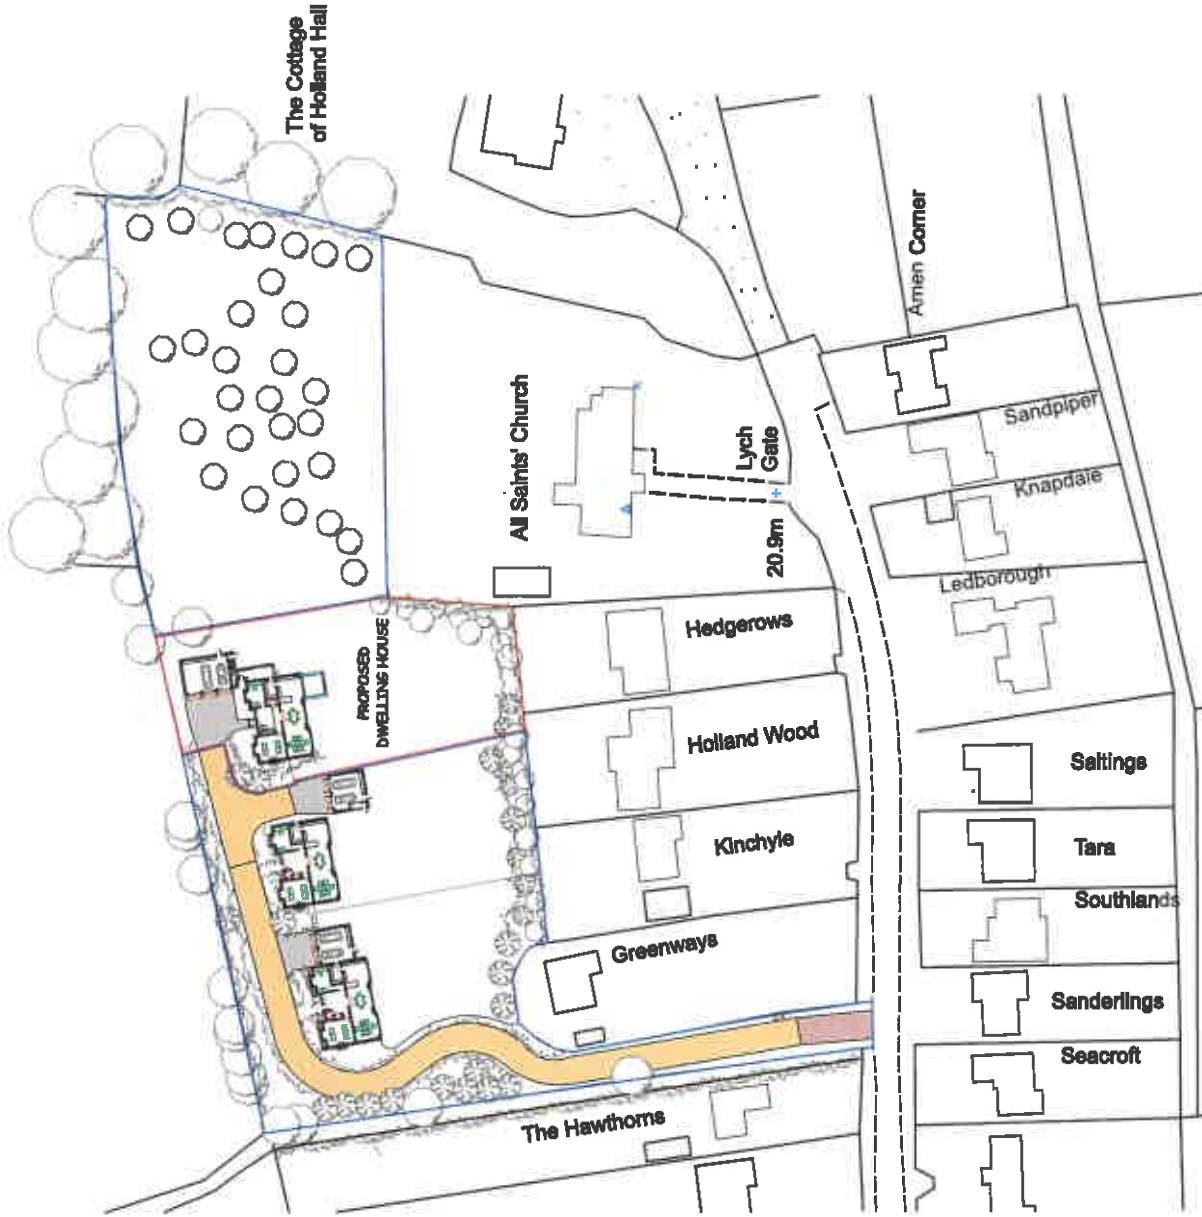 The Cottage
of Holland Hall
Amen Corner
All Saints' Church
Lych
Gate
20.9m
Sandpiper
Knapdale
Ledborough
PROPOSED
DWELLING HOUSE
Hedgerows
Holland Wood
Kinchyle
Greenways
Saltings
Tara
Southlands
Sanderlings
Seacroft
The Hawthorns